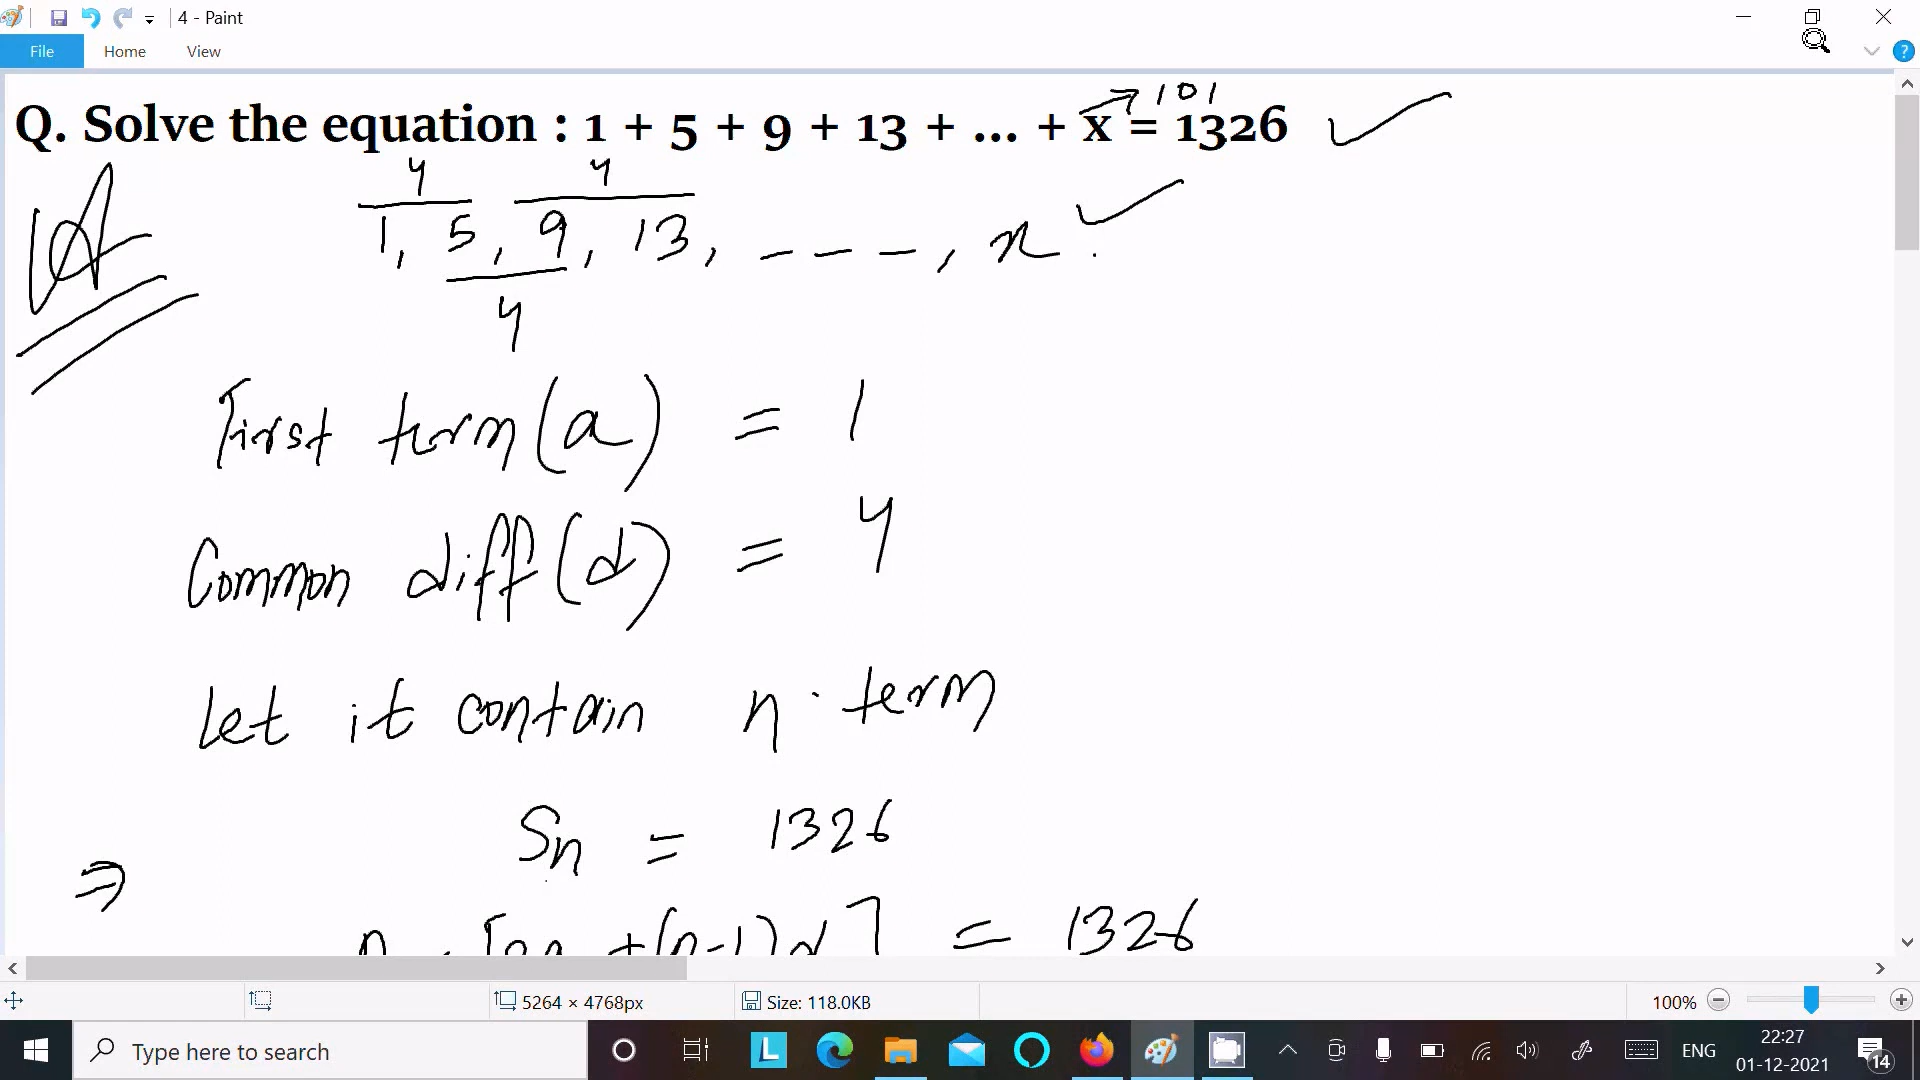 4 - Paint
File Home View
101
Q. Solve the equation : 1 + 5 + 9 + 13 + ... + x = 1326
4 4
1, 5, 9, 13, ----, x.
4
First term(a) = 1
Common diff(d) = 4
Let it contain n. term
Sn = 1326
⇒
n [2a +(n-1)d] = 1326
5264 × 4768px Size: 118.0KB 100%
Type here to search
L
ENG
22:27
01-12-2021
14